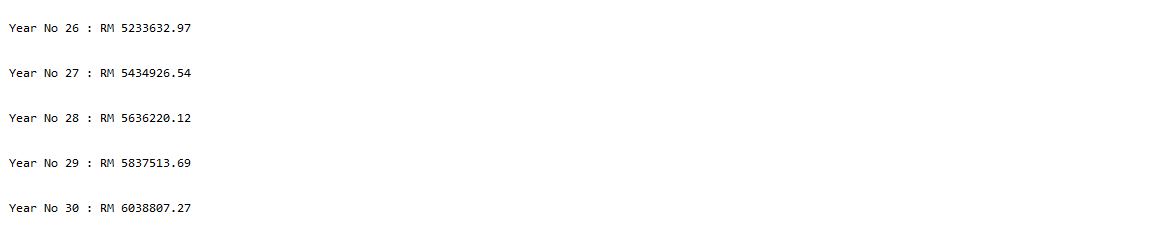 Year No 26 : RM 5233632.97
Year No 27 : RM 5434926.54
Year No 28 : RM 5636220.12
Year No 29 : RM 5837513.69
Year No 30 : RM 6038807.27